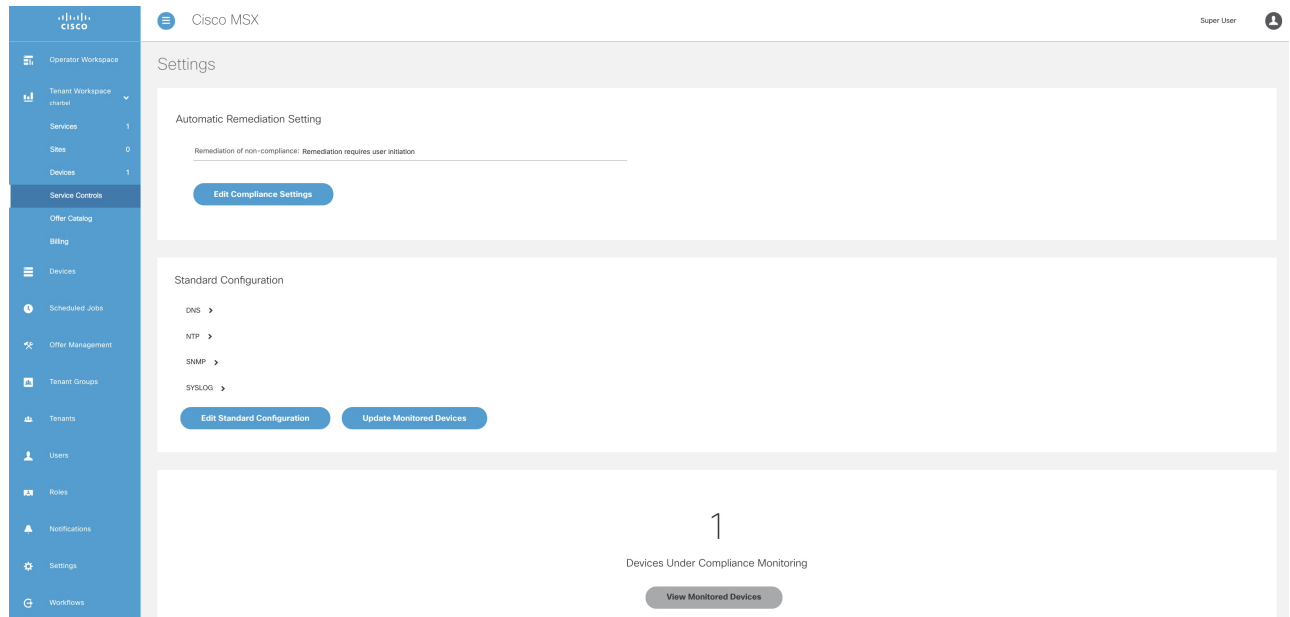 CISCO
Cisco MSX
Super User
Operator Workspace
Tenant Workspace
charbel
Services 1
Sites 0
Devices 1
Service Controls
Offer Catalog
Billing
Devices
Scheduled Jobs
Offer Management
Tenant Groups
Tenants
Users
Roles
Notifications
Settings
Workflows
Settings
Automatic Remediation Setting
Remediation of non-compliance: Remediation requires user initiation
Edit Compliance Settings
Standard Configuration
DNS
NTP
SNMP
SYSLOG
Edit Standard Configuration Update Monitored Devices
1
Devices Under Compliance Monitoring
View Monitored Devices